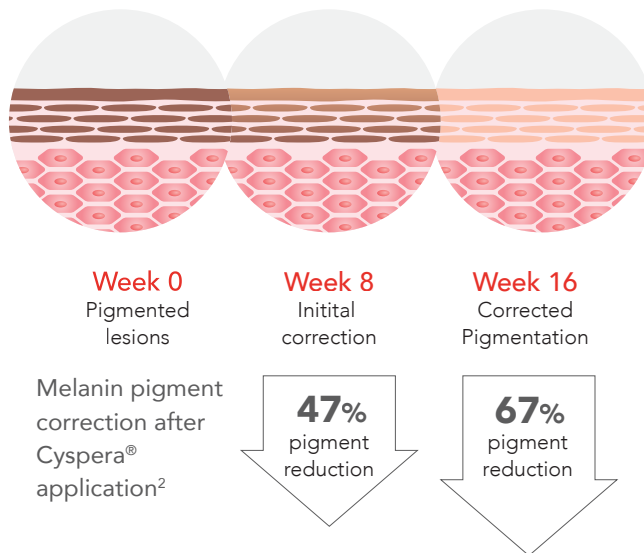 Week 0
Pigmented
lesions
Week 8
Initital
correction
Week 16
Corrected
Pigmentation
Melanin pigment
correction after
Cyspera®
application²
47%
pigment
reduction
67%
pigment
reduction